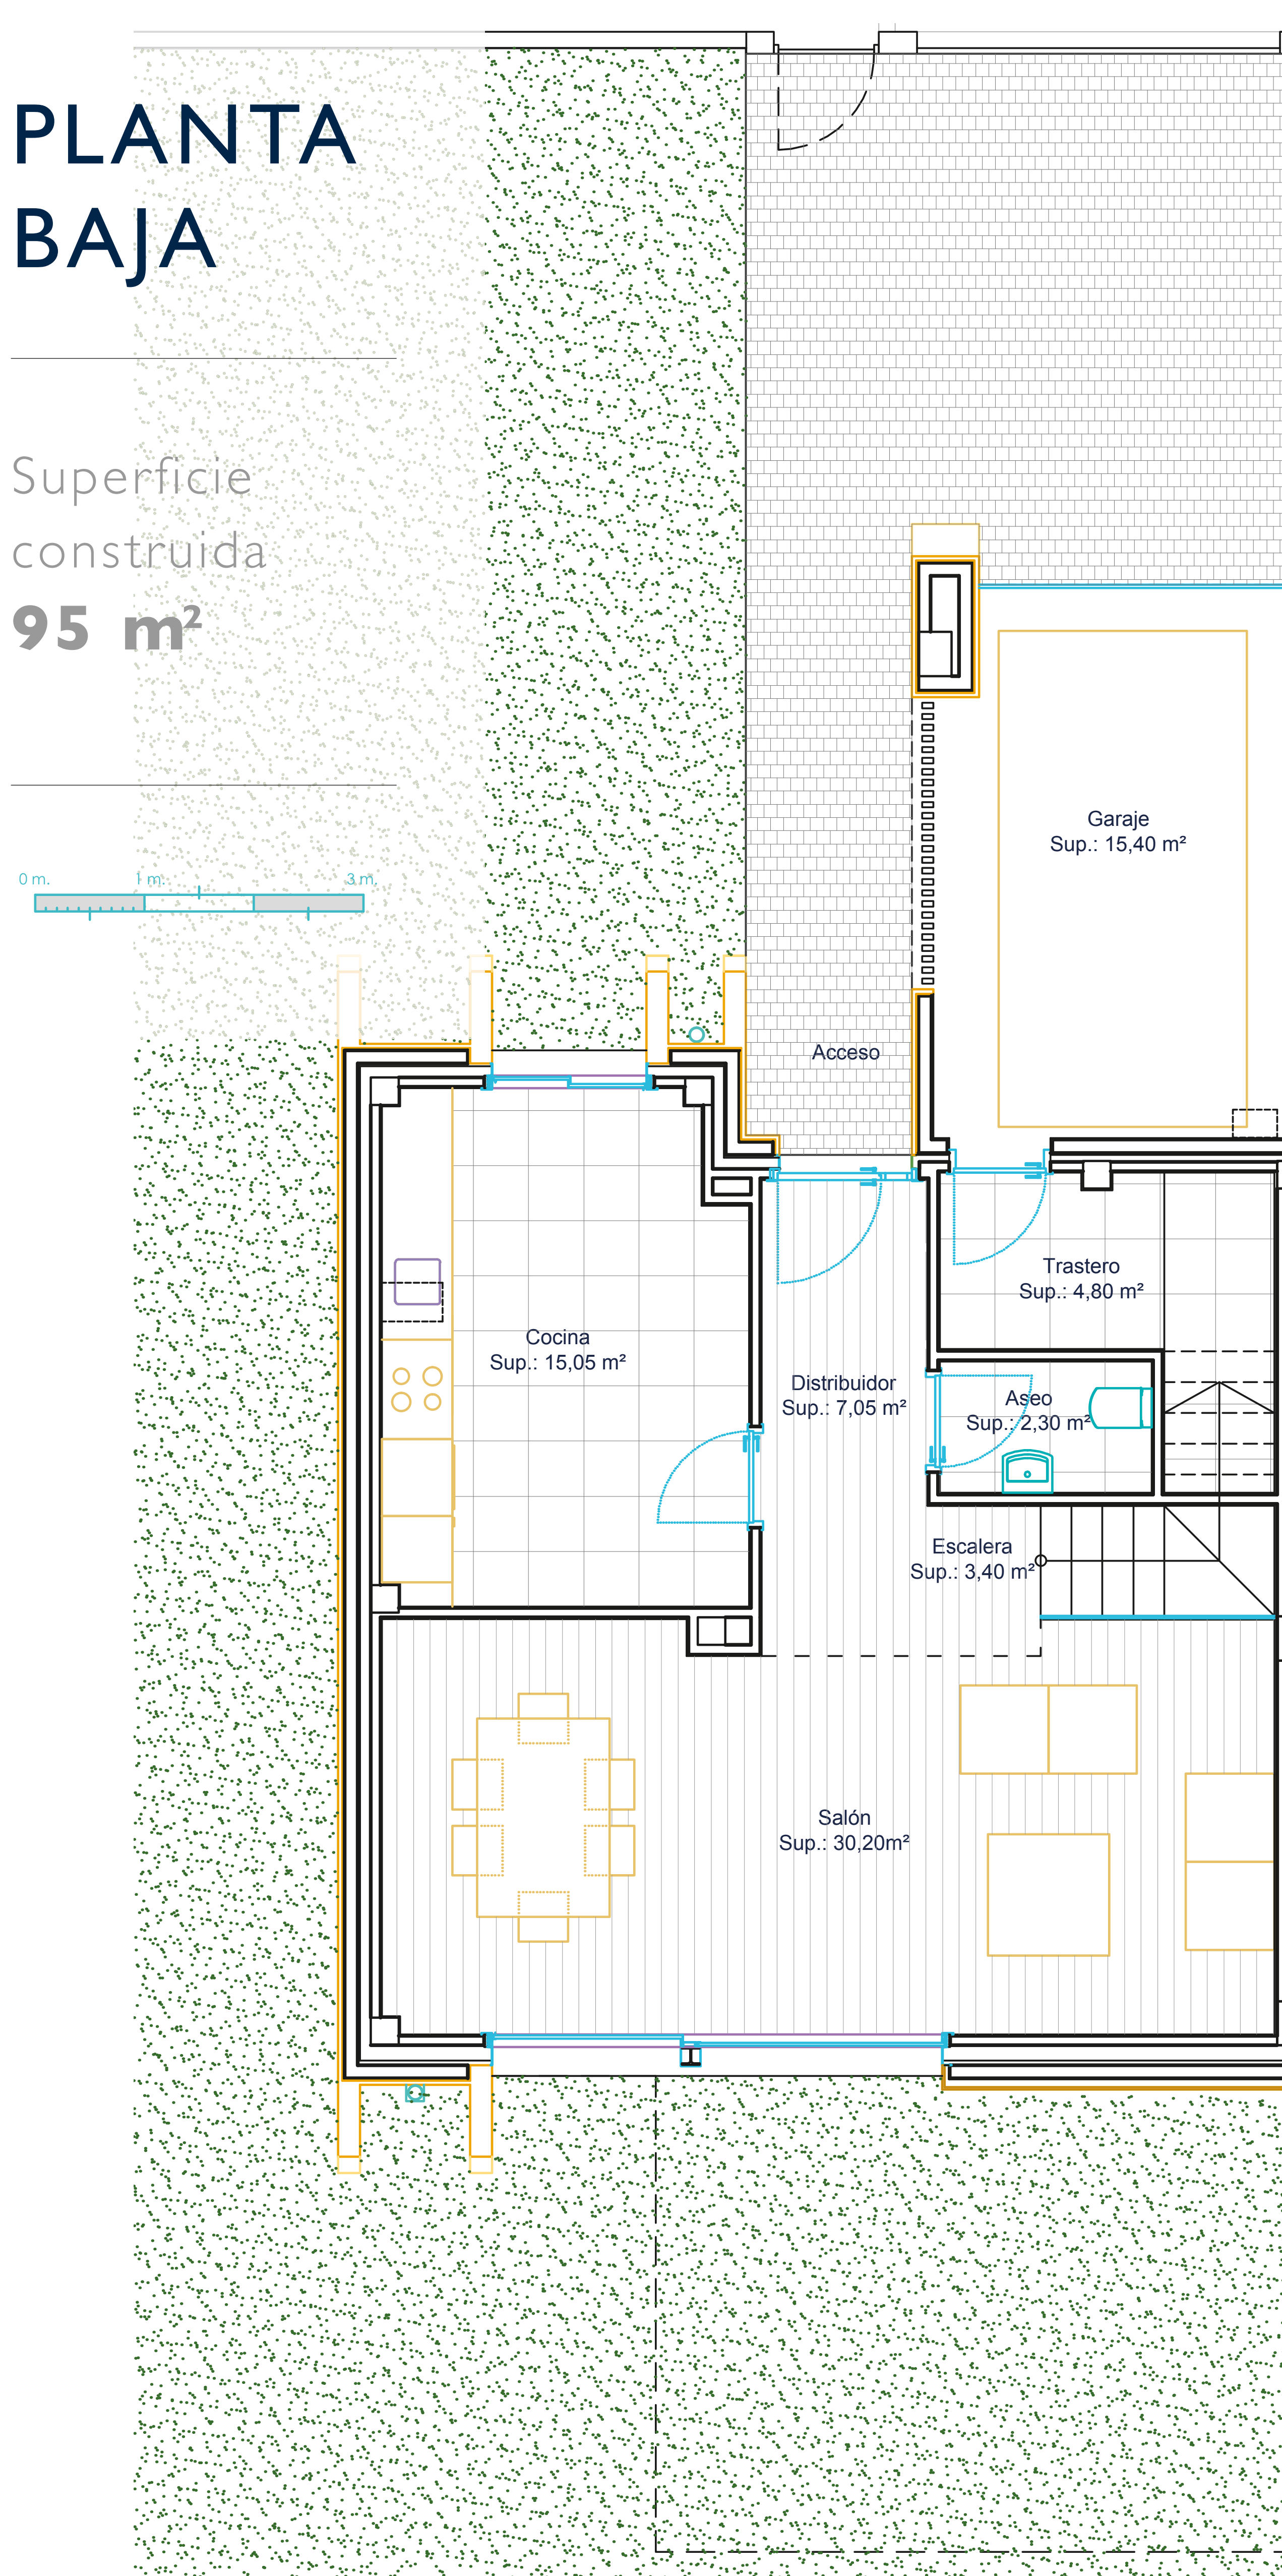 PLANTA
BAJA
Superficie
construida
95 m²
0 m. 1 m. 3 m.
Garaje
Sup.: 15,40 m²
Acceso
Trastero
Sup.: 4,80 m²
Cocina
Sup.: 15,05 m²
Distribuidor
Sup.: 7,05 m²
Aseo
Sup.: 2,30 m²
Escalera
Sup.: 3,40 m²
Salón
Sup.: 30,20m²